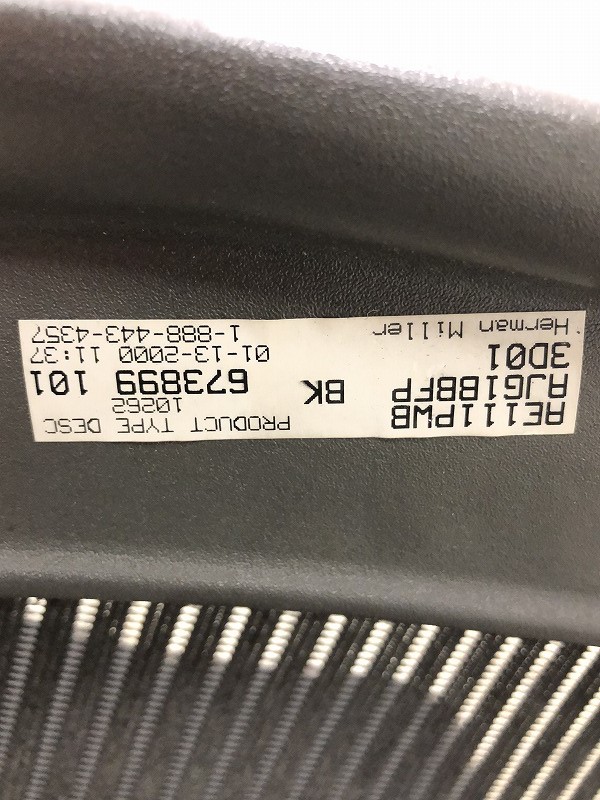 AE111PWB PRODUCT TYPE DESC
AJG1BBFP BK 10262
3D01 673899 101
01-13-2000 11:37
Herman Miller 1-888-443-4357